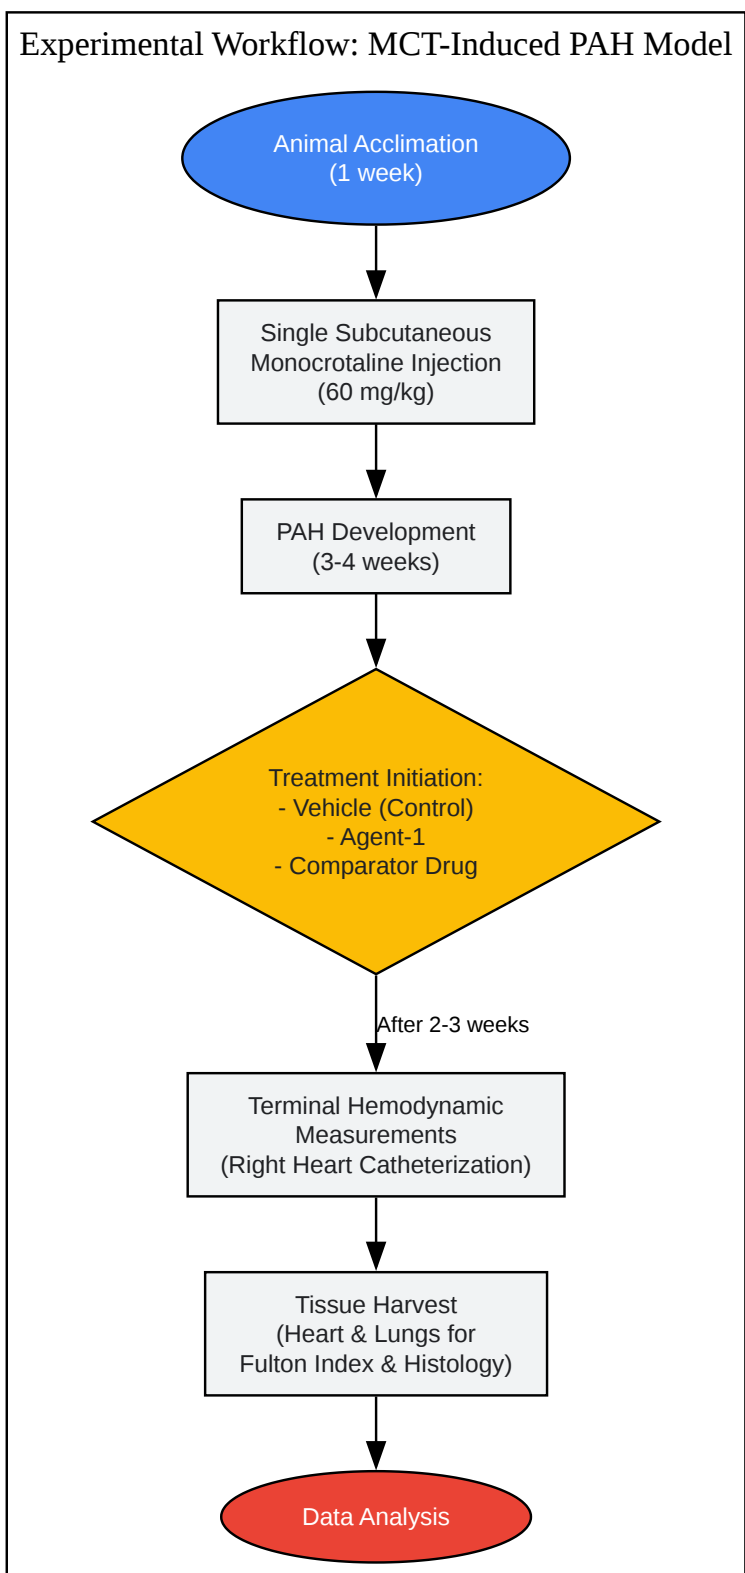 Experimental Workflow: MCT-Induced PAH Model
Animal Acclimation
(1 week)
Single Subcutaneous
Monocrotaline Injection
(60 mg/kg)
PAH Development
(3-4 weeks)
Treatment Initiation:
- Vehicle (Control)
- Agent-1
- Comparator Drug
After 2-3 weeks
Terminal Hemodynamic
Measurements
(Right Heart Catheterization)
Tissue Harvest
(Heart & Lungs for
Fulton Index & Histology)
Data Analysis